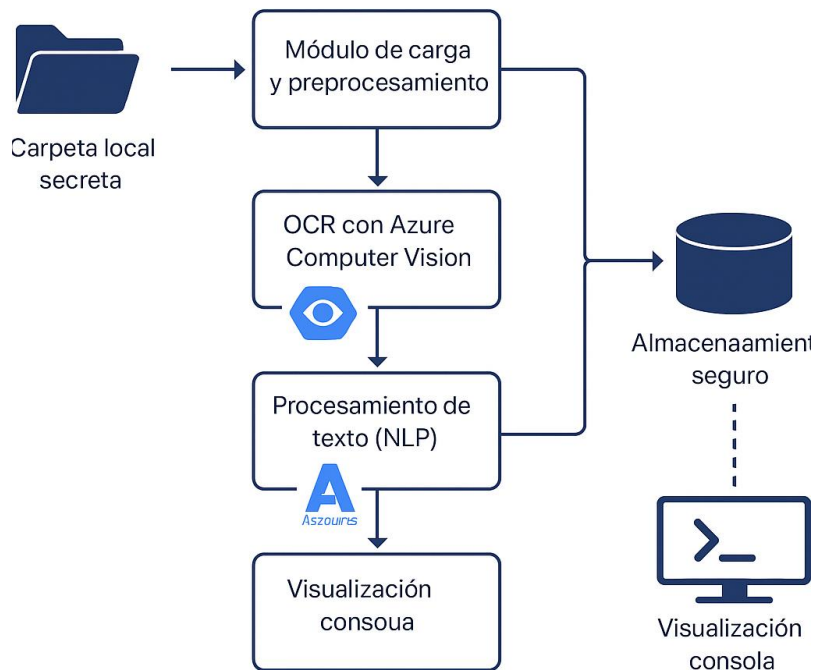 Carpeta local
secreta
Módulo de carga
y preprocesamiento
OCR con Azure
Computer Vision
Procesamiento de
texto (NLP)
Aszouirıs
Visualización
consoua
Almacenaamient
seguro
>_
Visualización
consola